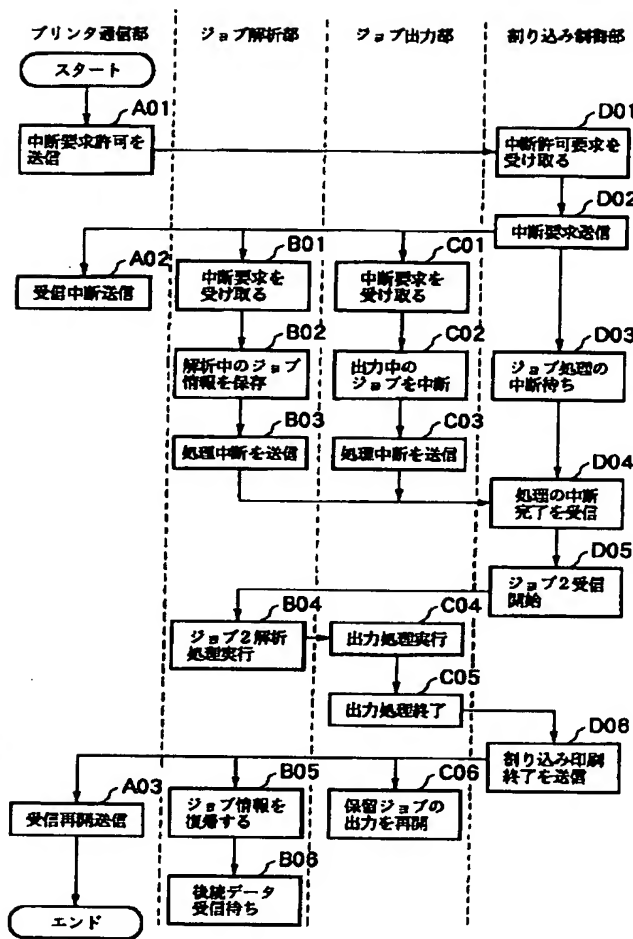 プリンタ通信部 ジョブ解析部 ジョブ出力部 割り込み制御部
スタート
A01
中断要求許可を
送信
D01
中断許可要求を
受け取る
D02
中断要求送信
A02
受信中断送信
B01
中断要求を
受け取る
C01
中断要求を
受け取る
B02
解析中のジョブ
情報を保存
C02
出力中の
ジョブを中断
D03
ジョブ処理の
中断待ち
B03
処理中断を送信
C03
処理中断を送信
D04
処理の中断
完了を受信
D05
ジョブ2受信
開始
B04
ジョブ2解析
処理実行
C04
出力処理実行
C05
出力処理終了
D06
割り込み印刷
終了を送信
A03
受信再開送信
B05
ジョブ情報を
復帰する
C06
保留ジョブの
出力を再開
B06
後続データ
受信待ち
エンド